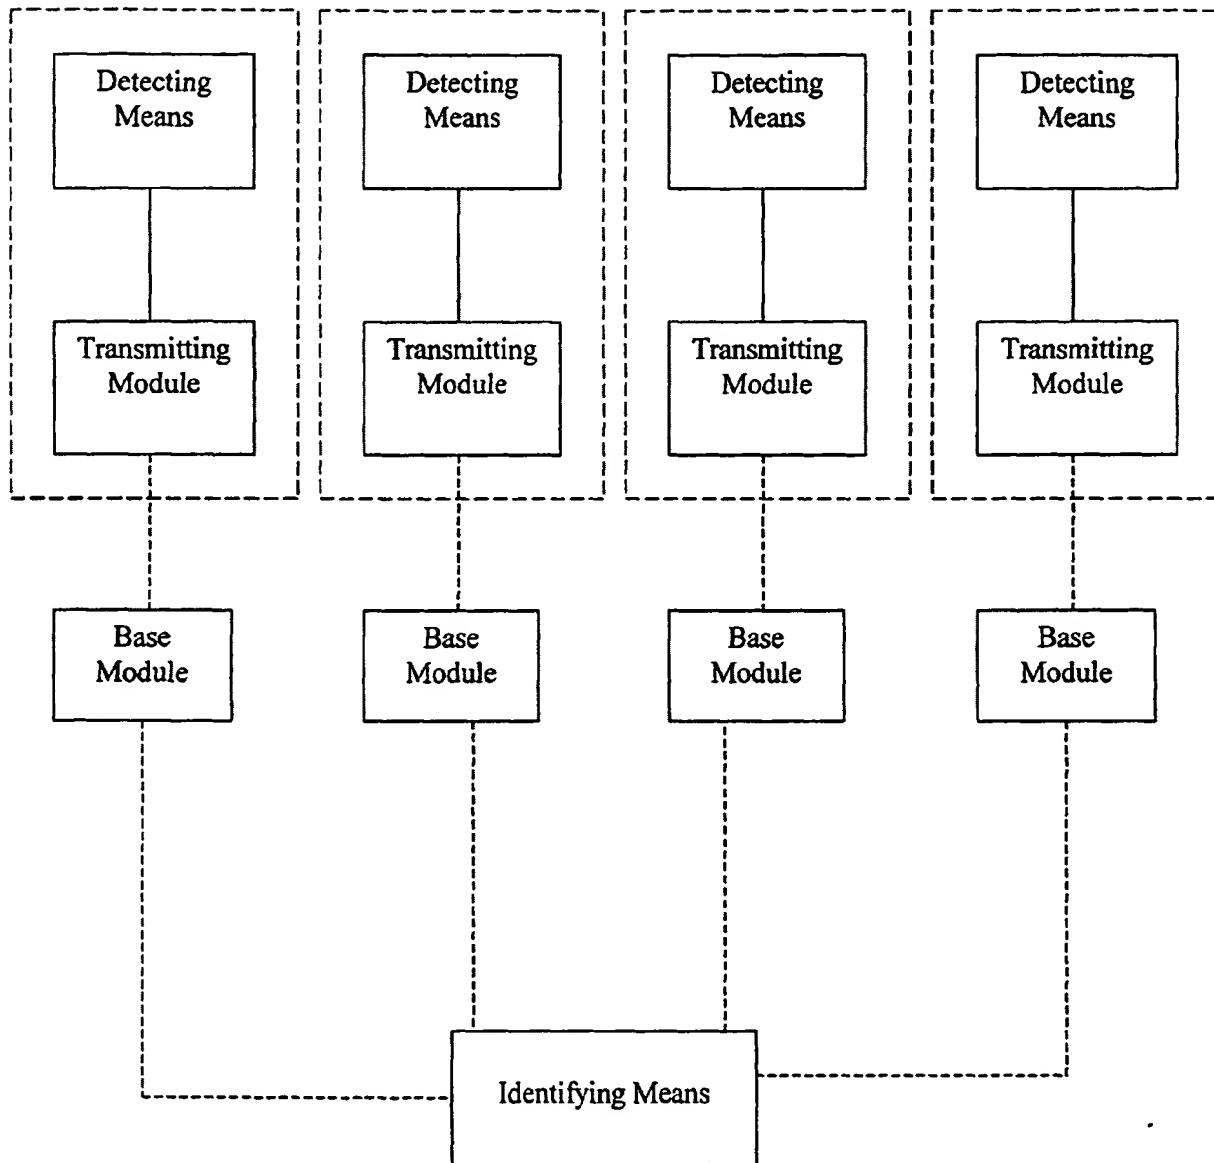 Detecting
Means
Detecting
Means
Detecting
Means
Detecting
Means
Transmitting
Module
Transmitting
Module
Transmitting
Module
Transmitting
Module
Base
Module
Base
Module
Base
Module
Base
Module
Identifying Means